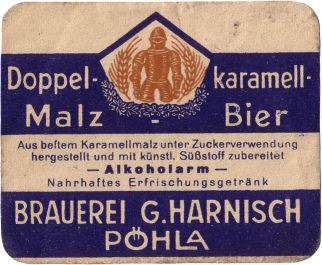 Doppel- karamell-
Malz - Bier
Aus bestem Karamellmalz unter Zuckerverwendung
hergestellt und mit künstl. Süßstoff zubereitet
— Alkoholarm —
Nahrhaftes Erfrischungsgetränk
BRAUEREI G. HARNISCH
PÖHLA